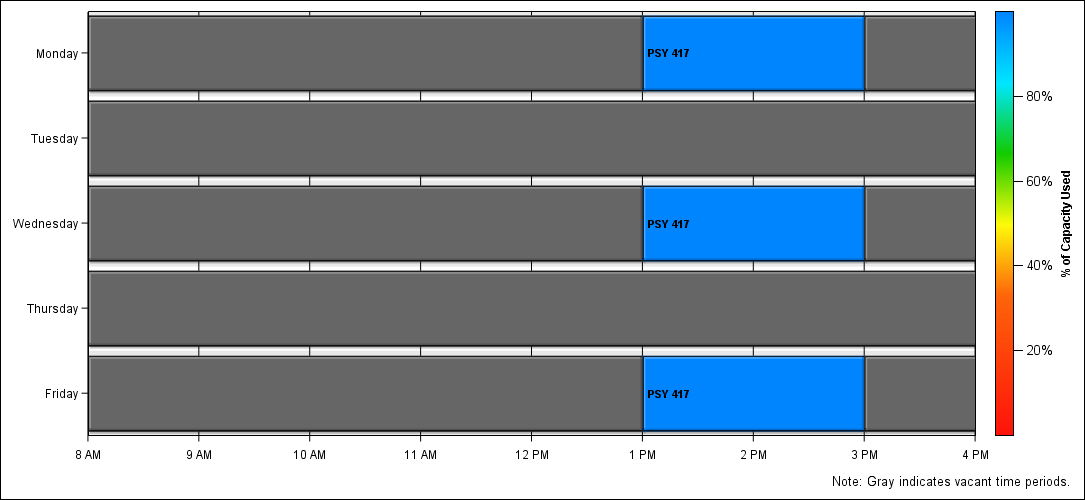 Monday
PSY 417
Tuesday
Wednesday
PSY 417
Thursday
Friday
PSY 417
8 AM 9 AM 10 AM 11 AM 12 PM 1 PM 2 PM 3 PM 4 PM
80%
60%
40%
20%
% of Capacity Used
Note: Gray indicates vacant time periods.